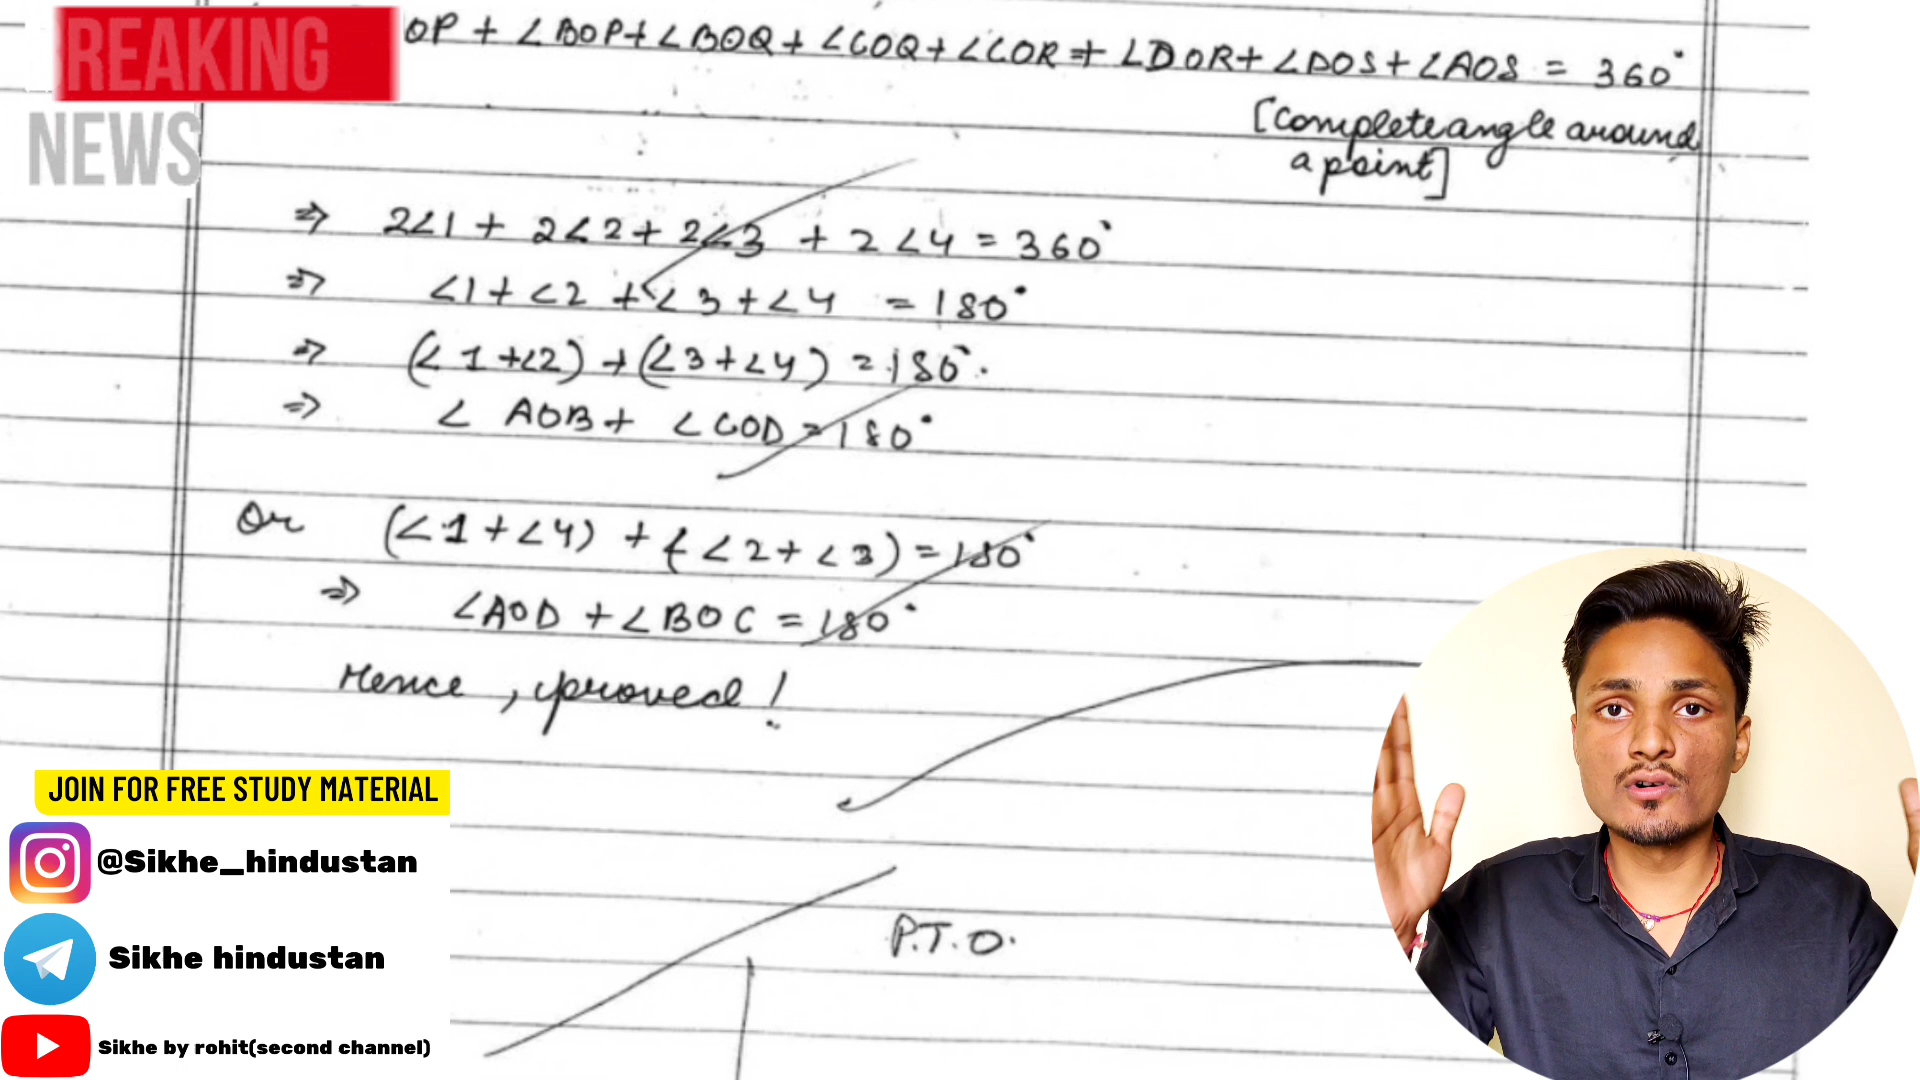 REAKING
NEWS
OP + ∠BOP + ∠BOQ + ∠COQ + ∠COR + ∠DOR + ∠DOS + ∠AOS = 360°
[Complete angle around
a point]
⇒ 2∠1 + 2∠2 + 2∠3 + 2∠4 = 360°
⇒ ∠1 + ∠2 + ∠3 + ∠4 = 180°
⇒ (∠1 + ∠2) + (∠3 + ∠4) = 180°.
⇒ ∠AOB + ∠COD = 180°
Or (∠1 + ∠4) + (∠2 + ∠3) = 180°
⇒ ∠AOD + ∠BOC = 180°
Hence, proved!
P.T.O.
JOIN FOR FREE STUDY MATERIAL
@Sikhe_hindustan
Sikhe hindustan
Sikhe by rohit(second channel)